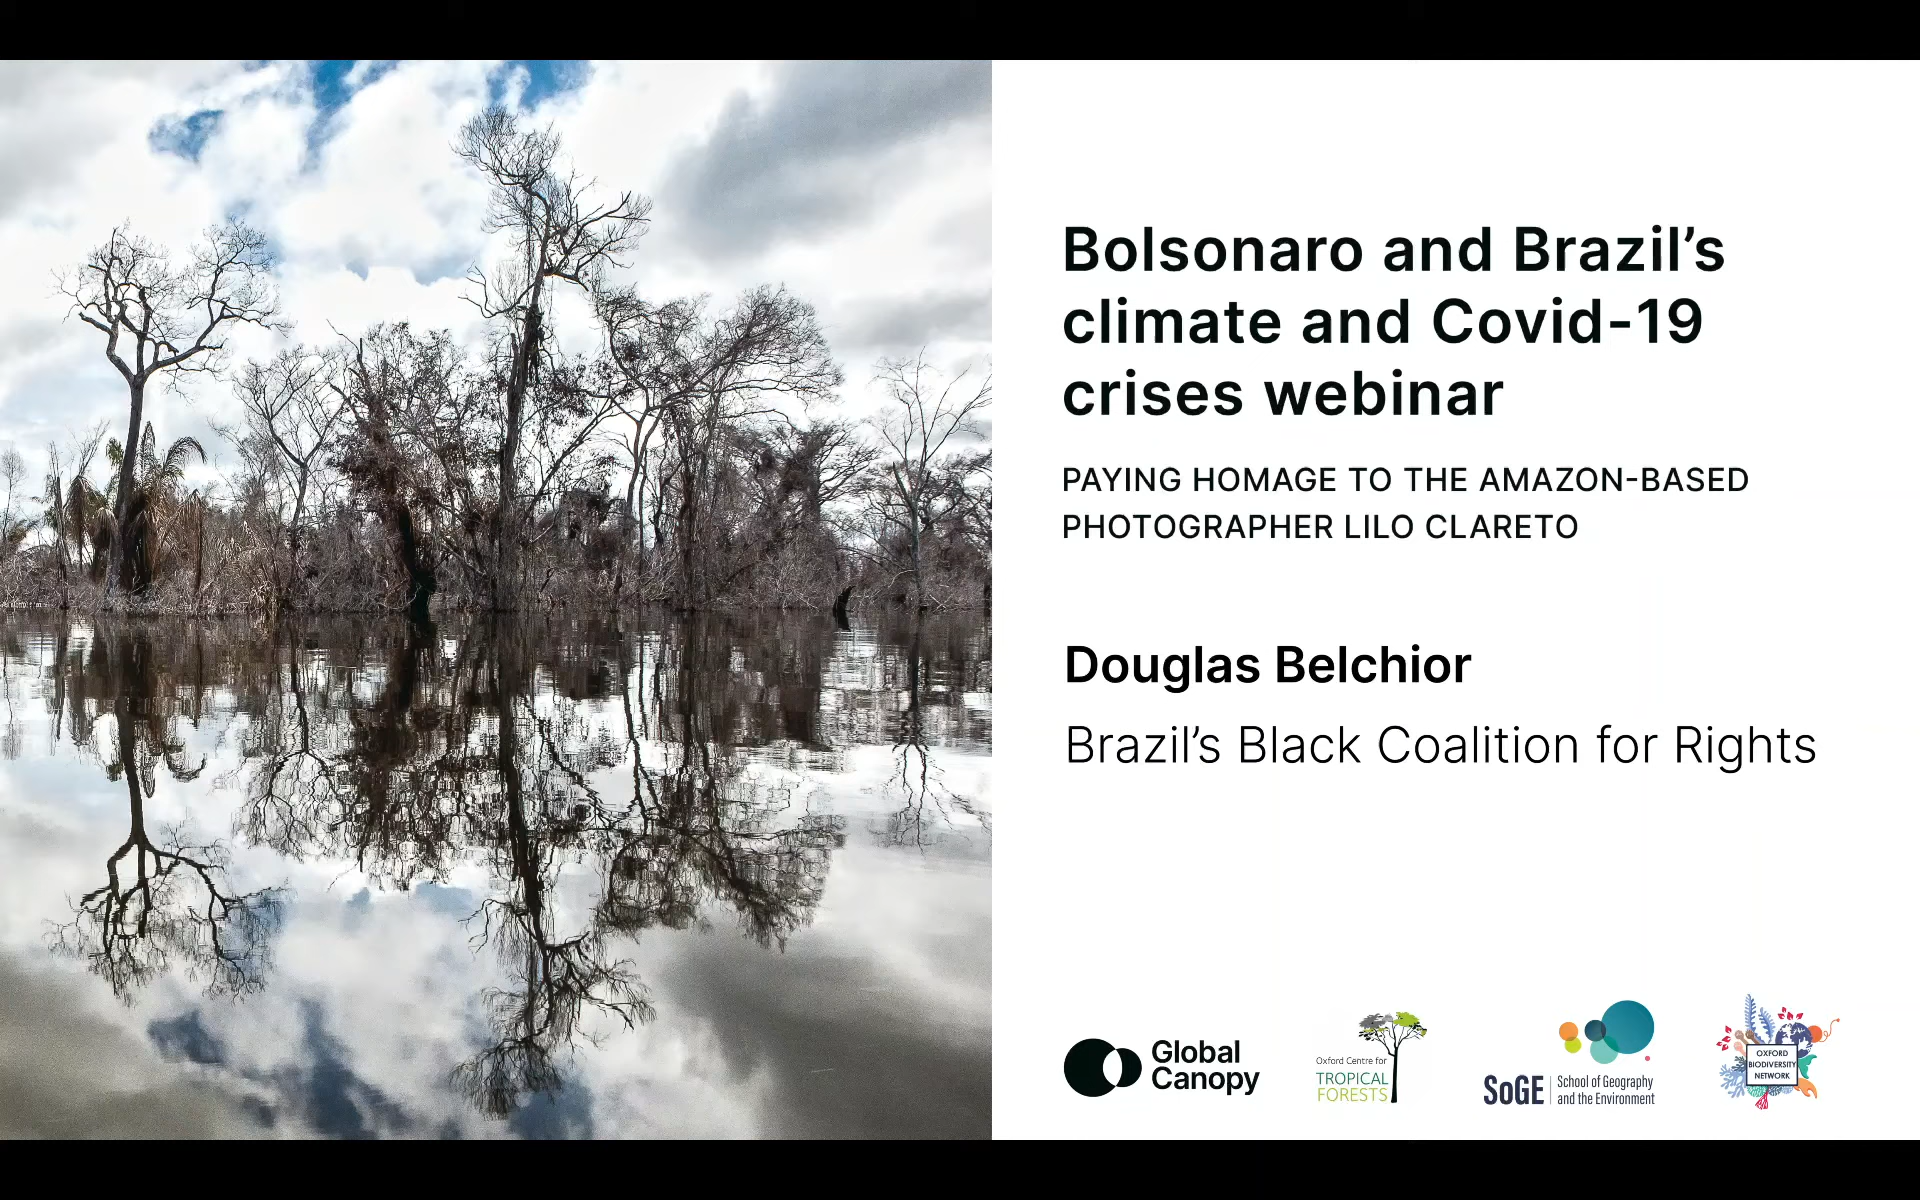 Bolsonaro and Brazil’s
climate and Covid-19
crises webinar
PAYING HOMAGE TO THE AMAZON-BASED
PHOTOGRAPHER LILO CLARETO
Douglas Belchior
Brazil’s Black Coalition for Rights
Global
Canopy
Oxford Centre for
TROPICAL
FORESTS
SoGE
School of Geography
and the Environment
OXFORD
BIODIVERSITY
NETWORK